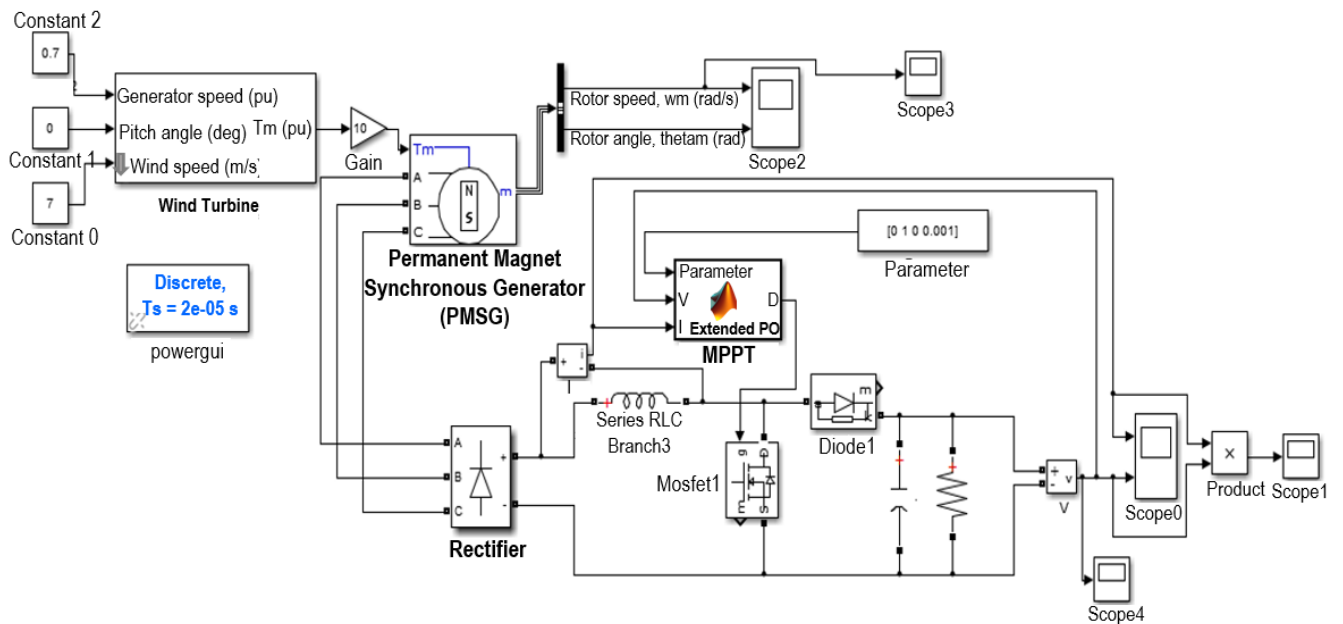 Constant 2
0.7
Generator speed (pu)
Pitch angle (deg)
Tm (pu)
Wind speed (m/s)
0
Constant 1
7
Constant 0
Wind Turbine
10
Gain
Tm
A
B
C
m
N
S
Permanent Magnet
Synchronous Generator
(PMSG)
Rotor speed, wm (rad/s)
Rotor angle, thetam (rad)
Scope2
Scope3
Discrete,
Ts = 2e-05 s
powergui
[0 1 0 0.001]
Parameter
Parameter
V
I
D
Extended PO
MPPT
+
-
i
Series RLC
Branch3
A
B
C
+
-
Rectifier
g
D
m
S
Mosfet1
a
m
k
Diode1
+
-
v
V
Scope0
×
Product
Scope1
Scope4